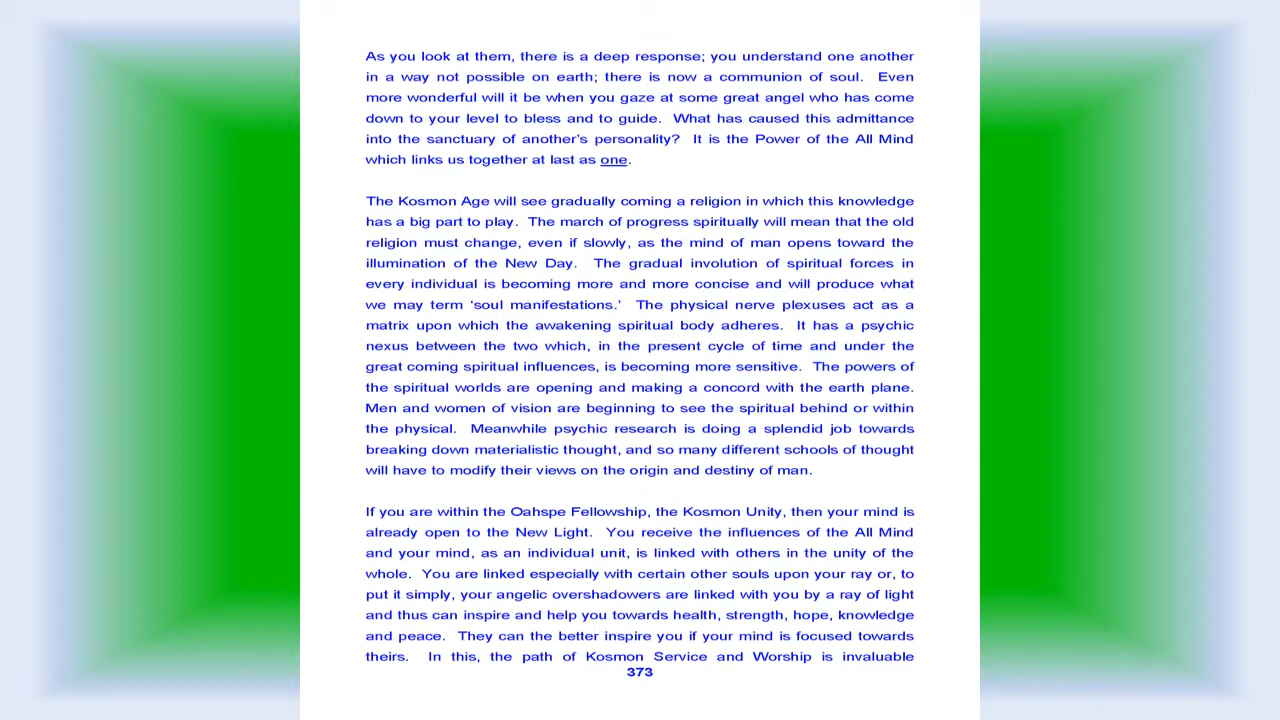 As you look at them, there is a deep response; you understand one another
in a way not possible on earth; there is now a communion of soul.  Even
more wonderful will it be when you gaze at some great angel who has come
down to your level to bless and to guide.  What has caused this admittance
into the sanctuary of another's personality?  It is the Power of the All Mind
which links us together at last as one.
The Kosmon Age will see gradually coming a religion in which this knowledge
has a big part to play.  The march of progress spiritually will mean that the old
religion must change, even if slowly, as the mind of man opens toward the
illumination of the New Day.  The gradual involution of spiritual forces in
every individual is becoming more and more concise and will produce what
we may term ‘soul manifestations.’  The physical nerve plexuses act as a
matrix upon which the awakening spiritual body adheres.  It has a psychic
nexus between the two which, in the present cycle of time and under the
great coming spiritual influences, is becoming more sensitive.  The powers of
the spiritual worlds are opening and making a concord with the earth plane.
Men and women of vision are beginning to see the spiritual behind or within
the physical.  Meanwhile psychic research is doing a splendid job towards
breaking down materialistic thought, and so many different schools of thought
will have to modify their views on the origin and destiny of man.
If you are within the Oahspe Fellowship, the Kosmon Unity, then your mind is
already open to the New Light.  You receive the influences of the All Mind
and your mind, as an individual unit, is linked with others in the unity of the
whole.  You are linked especially with certain other souls upon your ray or, to
put it simply, your angelic overshadowers are linked with you by a ray of light
and thus can inspire and help you towards health, strength, hope, knowledge
and peace.  They can the better inspire you if your mind is focused towards
theirs.  In this, the path of Kosmon Service and Worship is invaluable
373